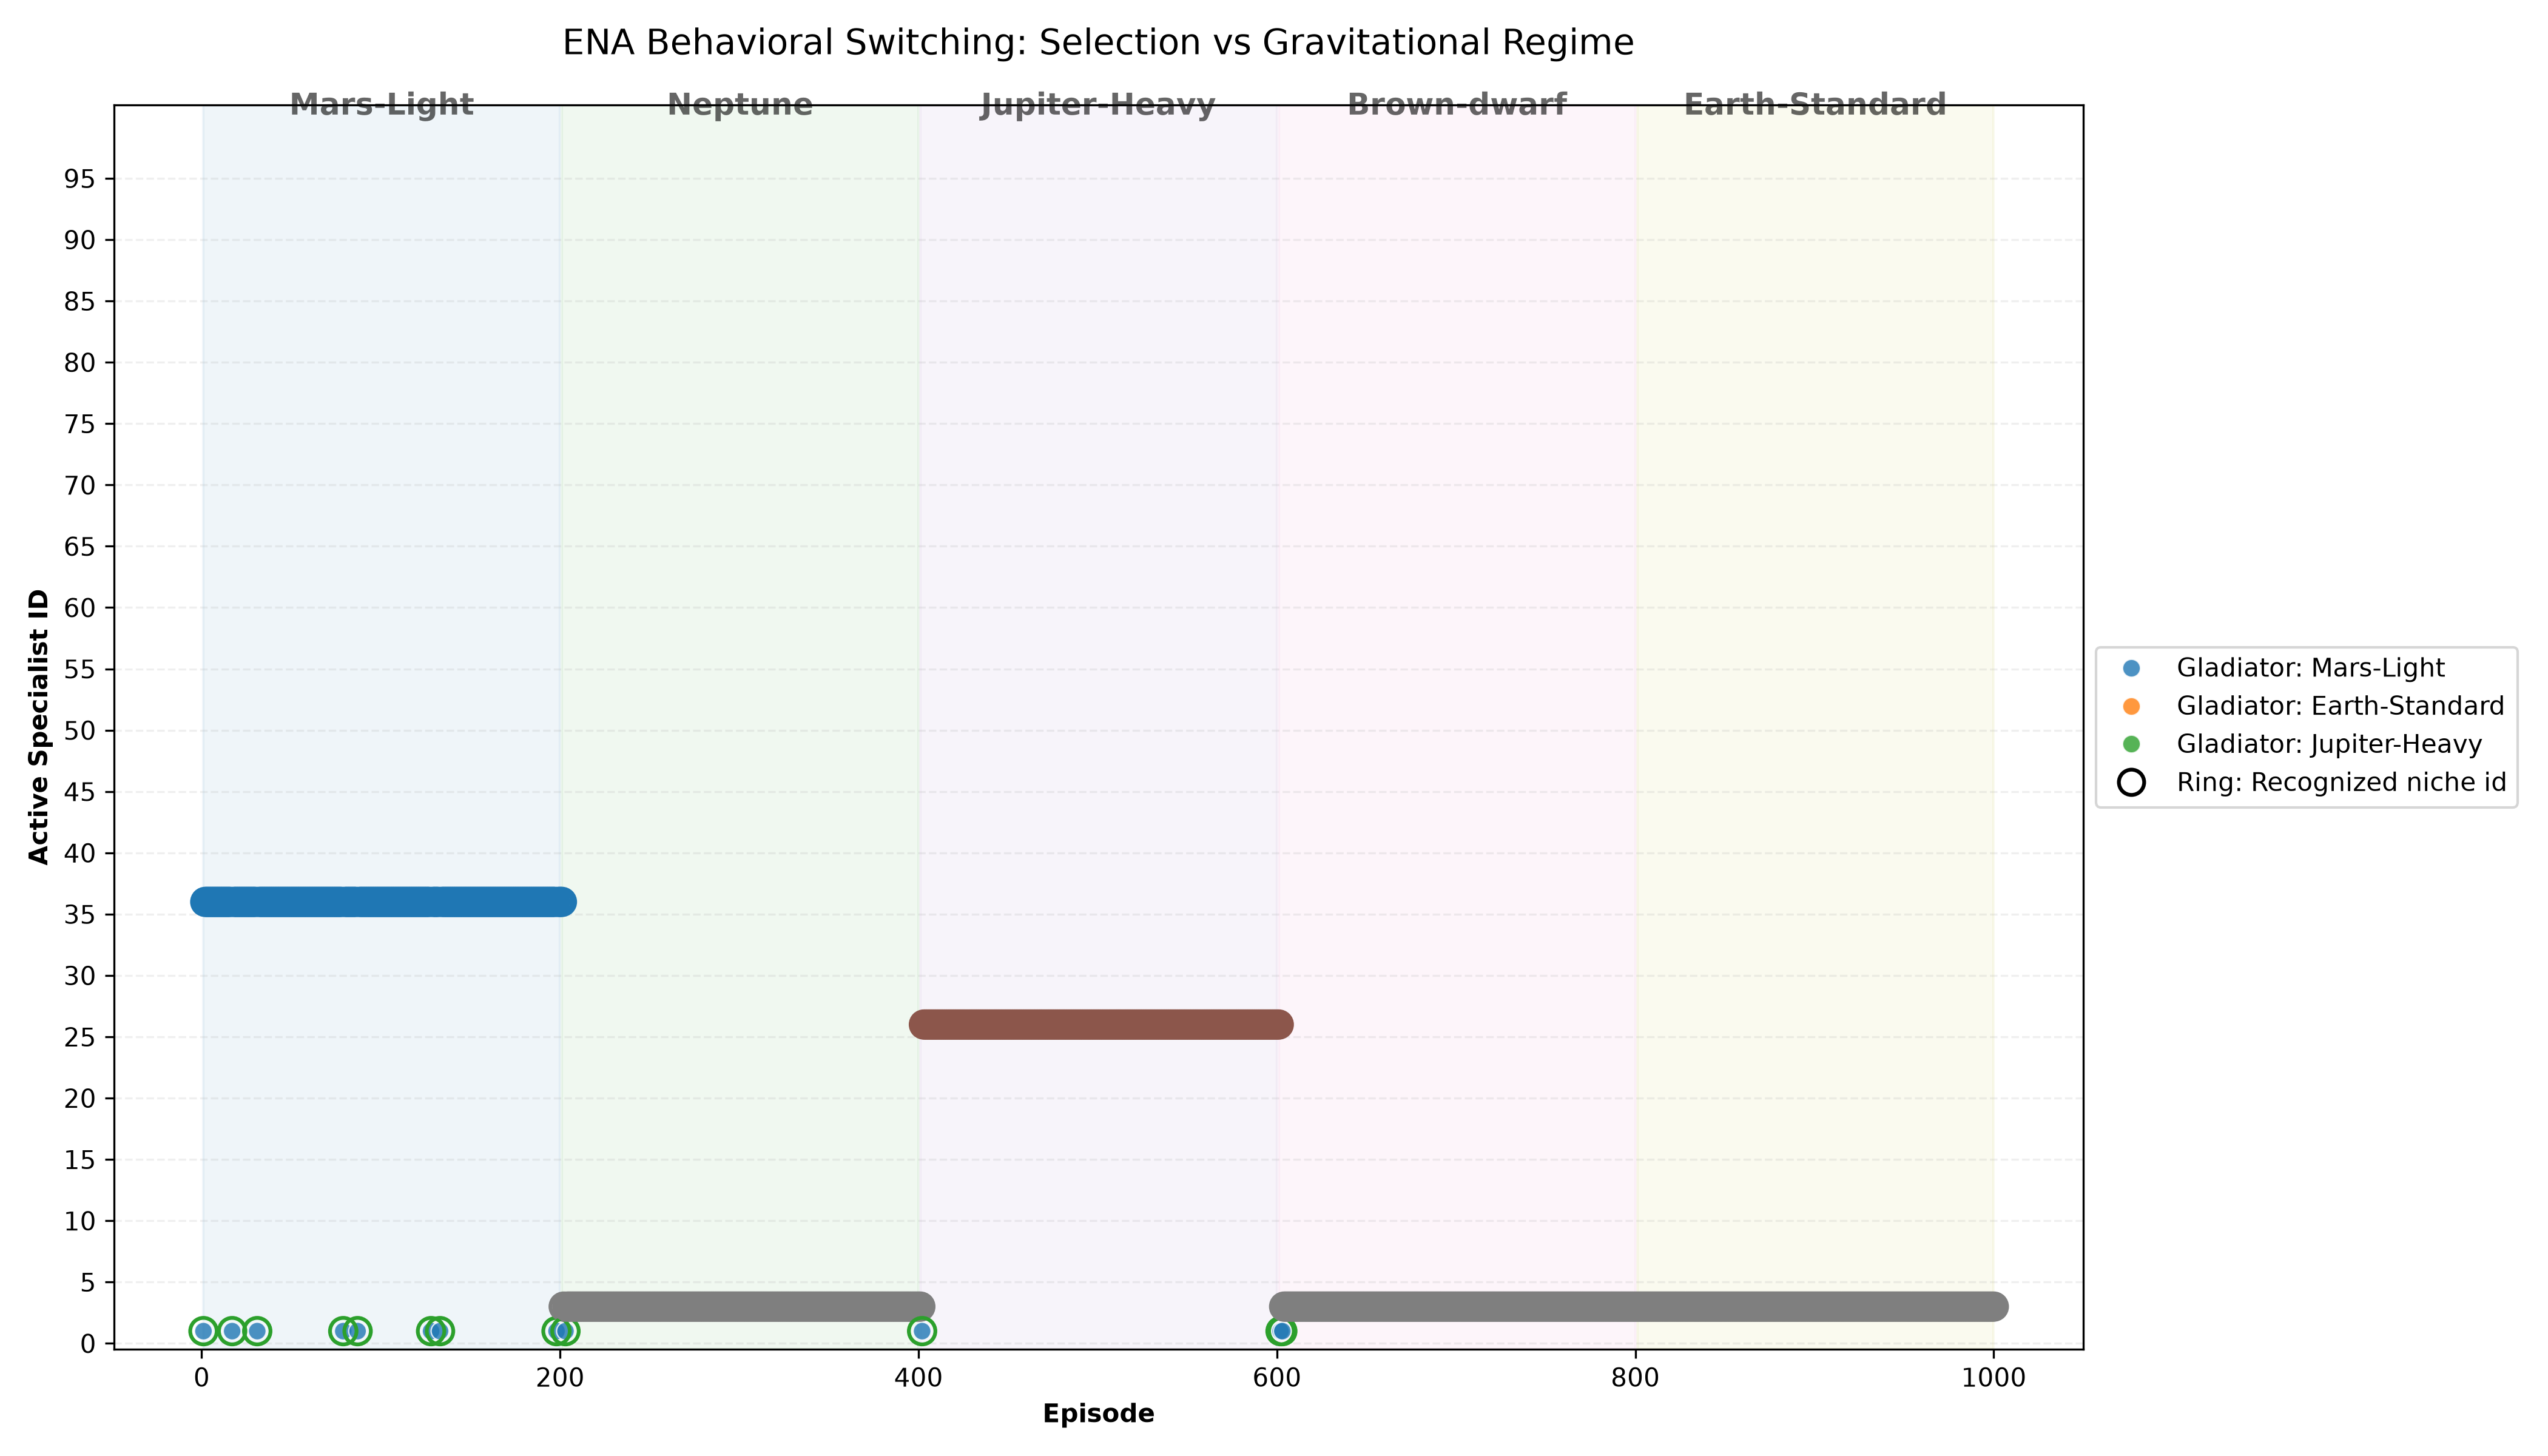 ENA Behavioral Switching: Selection vs Gravitational Regime
Mars-Light Neptune Jupiter-Heavy Brown-dwarf Earth-Standard
95
90
85
80
75
70
65
60
55
50
45
40
35
30
25
20
15
10
5
0
Active Specialist ID
0 200 400 600 800 1000
Episode
Gladiator: Mars-Light
Gladiator: Earth-Standard
Gladiator: Jupiter-Heavy
Ring: Recognized niche id